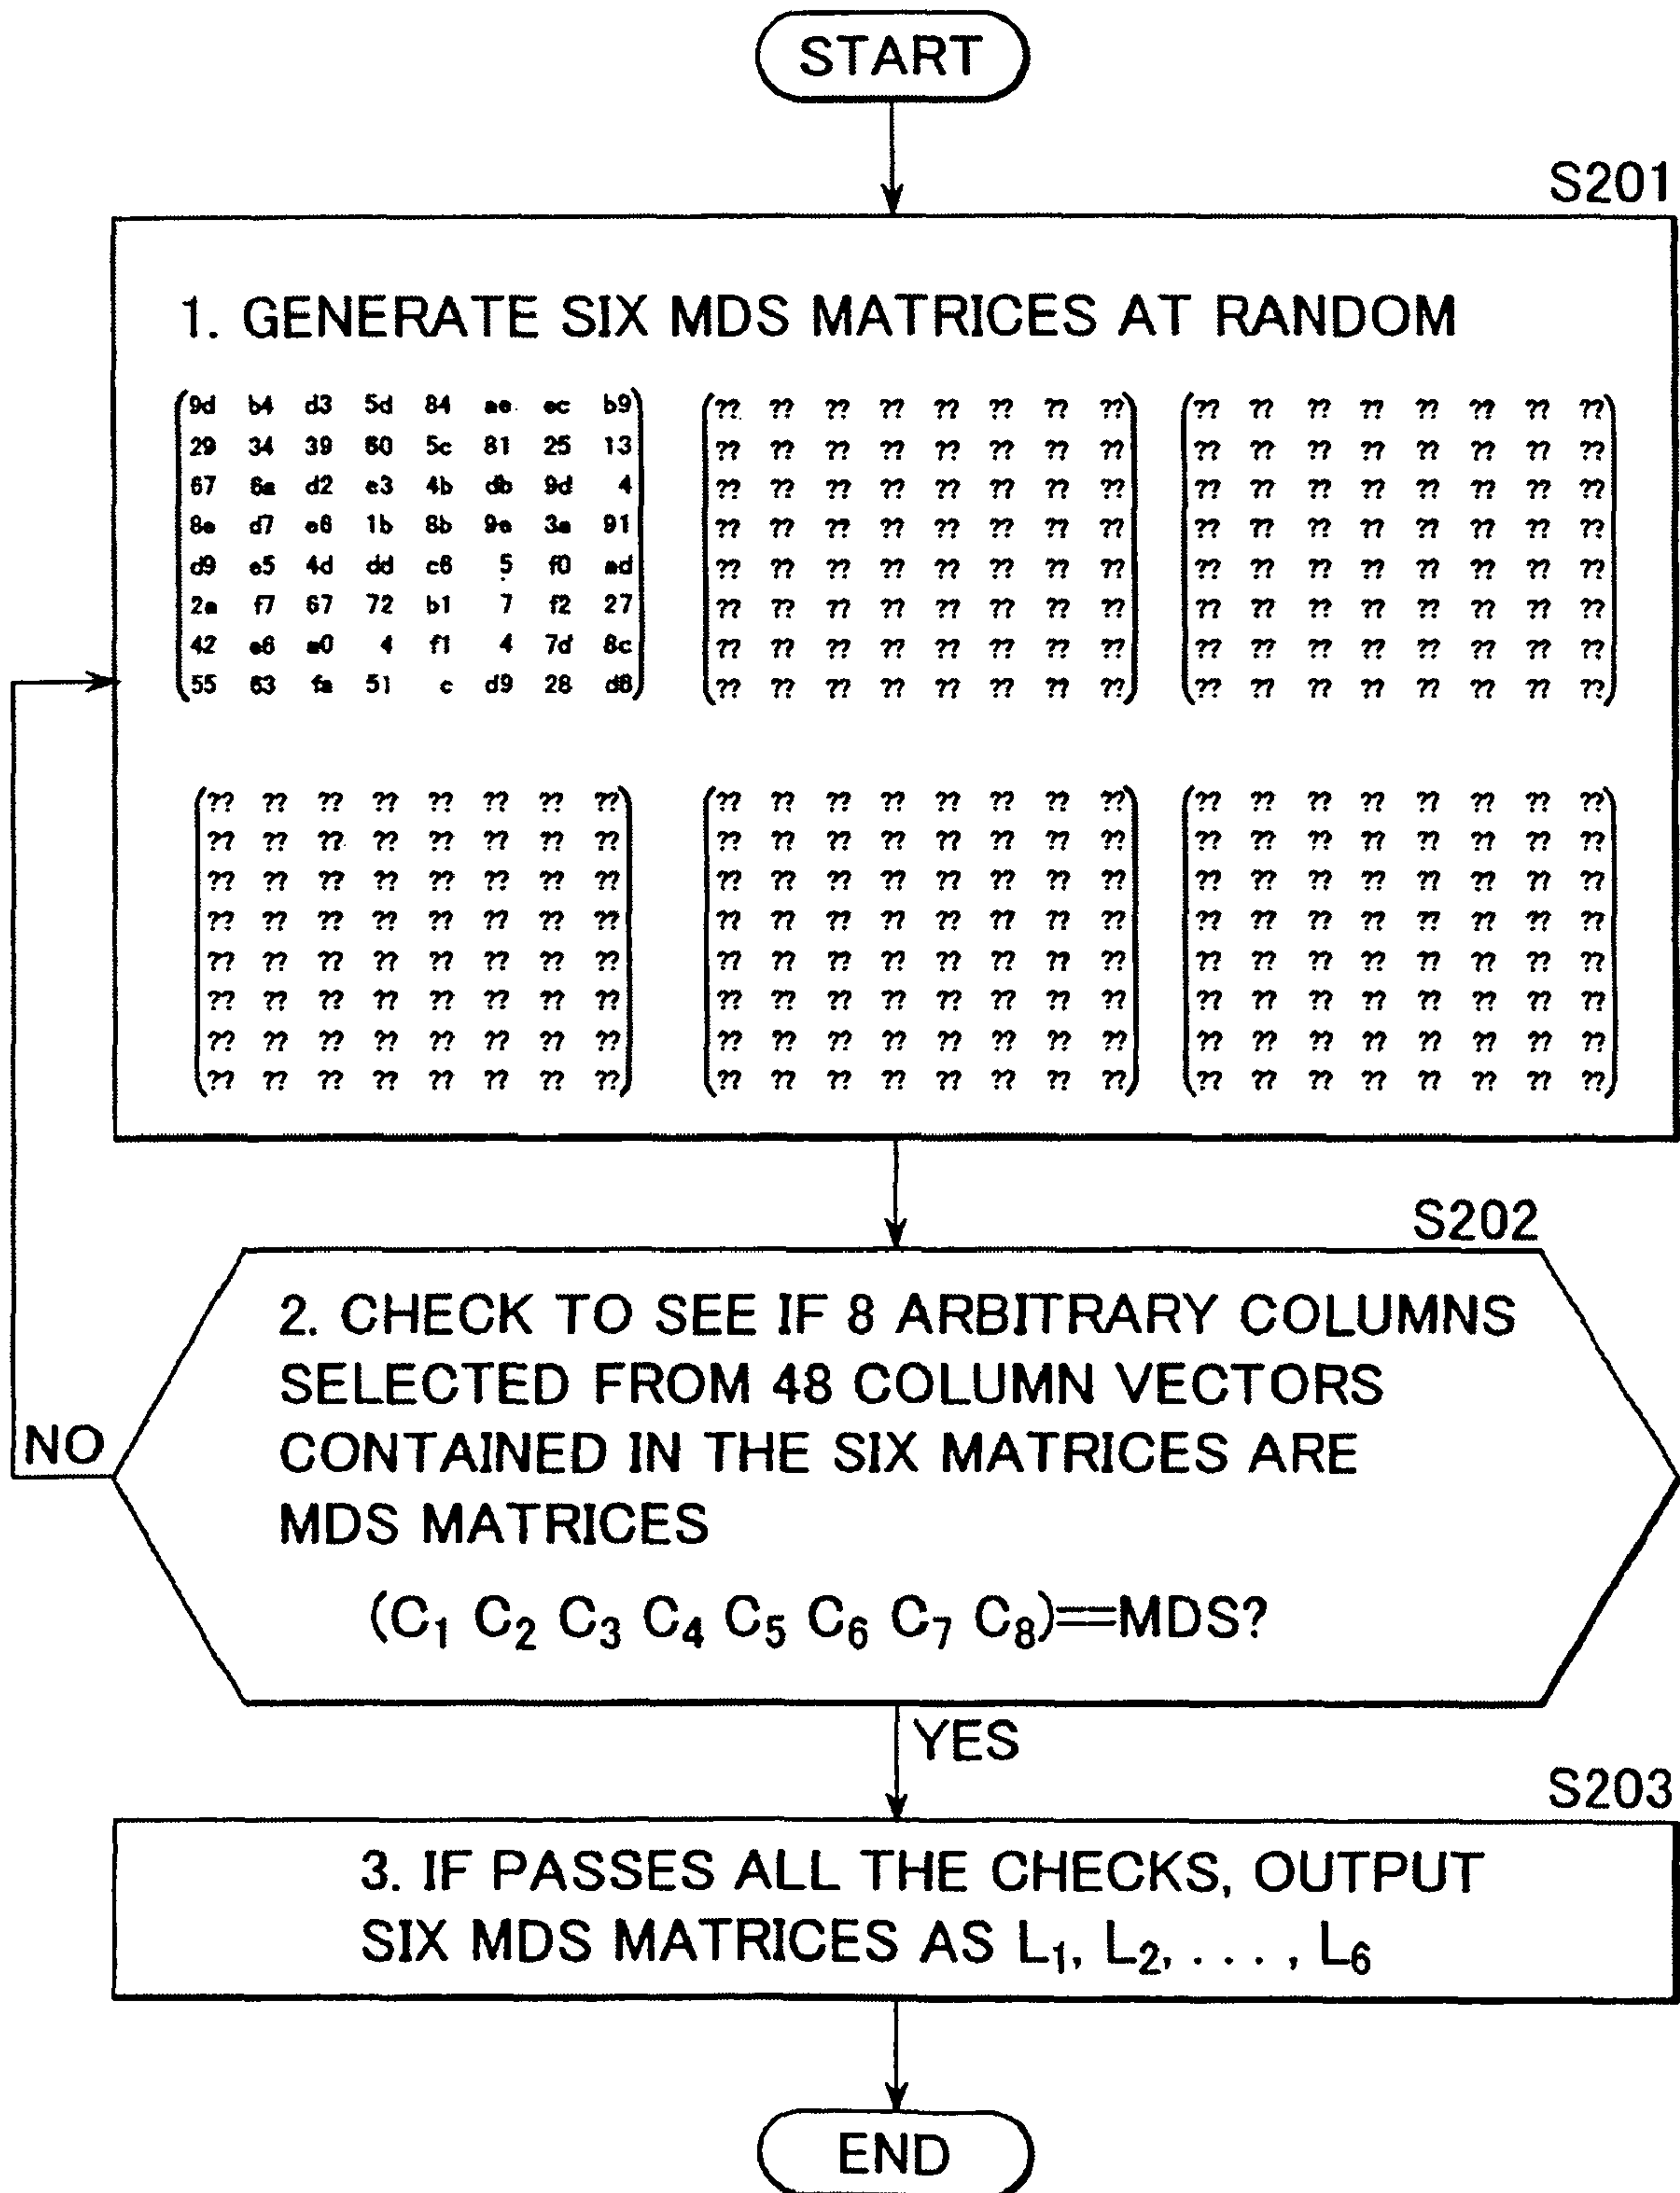 START
S201
1. GENERATE SIX MDS MATRICES AT RANDOM
9d b4 d3 5d 84 ae ec b9 ?? ?? ?? ?? ?? ?? ?? ?? ?? ?? ?? ?? ?? ?? ?? ??
29 34 39 60 5c 81 25 13 ?? ?? ?? ?? ?? ?? ?? ?? ?? ?? ?? ?? ?? ?? ?? ??
67 6a d2 e3 4b db 9d 4 ?? ?? ?? ?? ?? ?? ?? ?? ?? ?? ?? ?? ?? ?? ?? ??
8e d7 e6 1b 8b 9e 3a 91 ?? ?? ?? ?? ?? ?? ?? ?? ?? ?? ?? ?? ?? ?? ?? ??
d9 e5 4d dd c6 5 f0 ad ?? ?? ?? ?? ?? ?? ?? ?? ?? ?? ?? ?? ?? ?? ?? ??
2a f7 67 72 b1 7 f2 27 ?? ?? ?? ?? ?? ?? ?? ?? ?? ?? ?? ?? ?? ?? ?? ??
42 e6 a0 4 f1 4 7d 8c ?? ?? ?? ?? ?? ?? ?? ?? ?? ?? ?? ?? ?? ?? ?? ??
55 63 fa 51 c d9 28 d6 ?? ?? ?? ?? ?? ?? ?? ?? ?? ?? ?? ?? ?? ?? ?? ??
?? ?? ?? ?? ?? ?? ?? ?? ?? ?? ?? ?? ?? ?? ?? ?? ?? ?? ?? ?? ?? ?? ?? ??
?? ?? ?? ?? ?? ?? ?? ?? ?? ?? ?? ?? ?? ?? ?? ?? ?? ?? ?? ?? ?? ?? ?? ??
?? ?? ?? ?? ?? ?? ?? ?? ?? ?? ?? ?? ?? ?? ?? ?? ?? ?? ?? ?? ?? ?? ?? ??
?? ?? ?? ?? ?? ?? ?? ?? ?? ?? ?? ?? ?? ?? ?? ?? ?? ?? ?? ?? ?? ?? ?? ??
?? ?? ?? ?? ?? ?? ?? ?? ?? ?? ?? ?? ?? ?? ?? ?? ?? ?? ?? ?? ?? ?? ?? ??
?? ?? ?? ?? ?? ?? ?? ?? ?? ?? ?? ?? ?? ?? ?? ?? ?? ?? ?? ?? ?? ?? ?? ??
?? ?? ?? ?? ?? ?? ?? ?? ?? ?? ?? ?? ?? ?? ?? ?? ?? ?? ?? ?? ?? ?? ?? ??
?? ?? ?? ?? ?? ?? ?? ?? ?? ?? ?? ?? ?? ?? ?? ?? ?? ?? ?? ?? ?? ?? ?? ??
S202
2. CHECK TO SEE IF 8 ARBITRARY COLUMNS
SELECTED FROM 48 COLUMN VECTORS
CONTAINED IN THE SIX MATRICES ARE
MDS MATRICES
(C₁ C₂ C₃ C₄ C₅ C₆ C₇ C₈)==MDS?
NO
YES
S203
3. IF PASSES ALL THE CHECKS, OUTPUT
SIX MDS MATRICES AS L₁, L₂, . . . , L₆
END